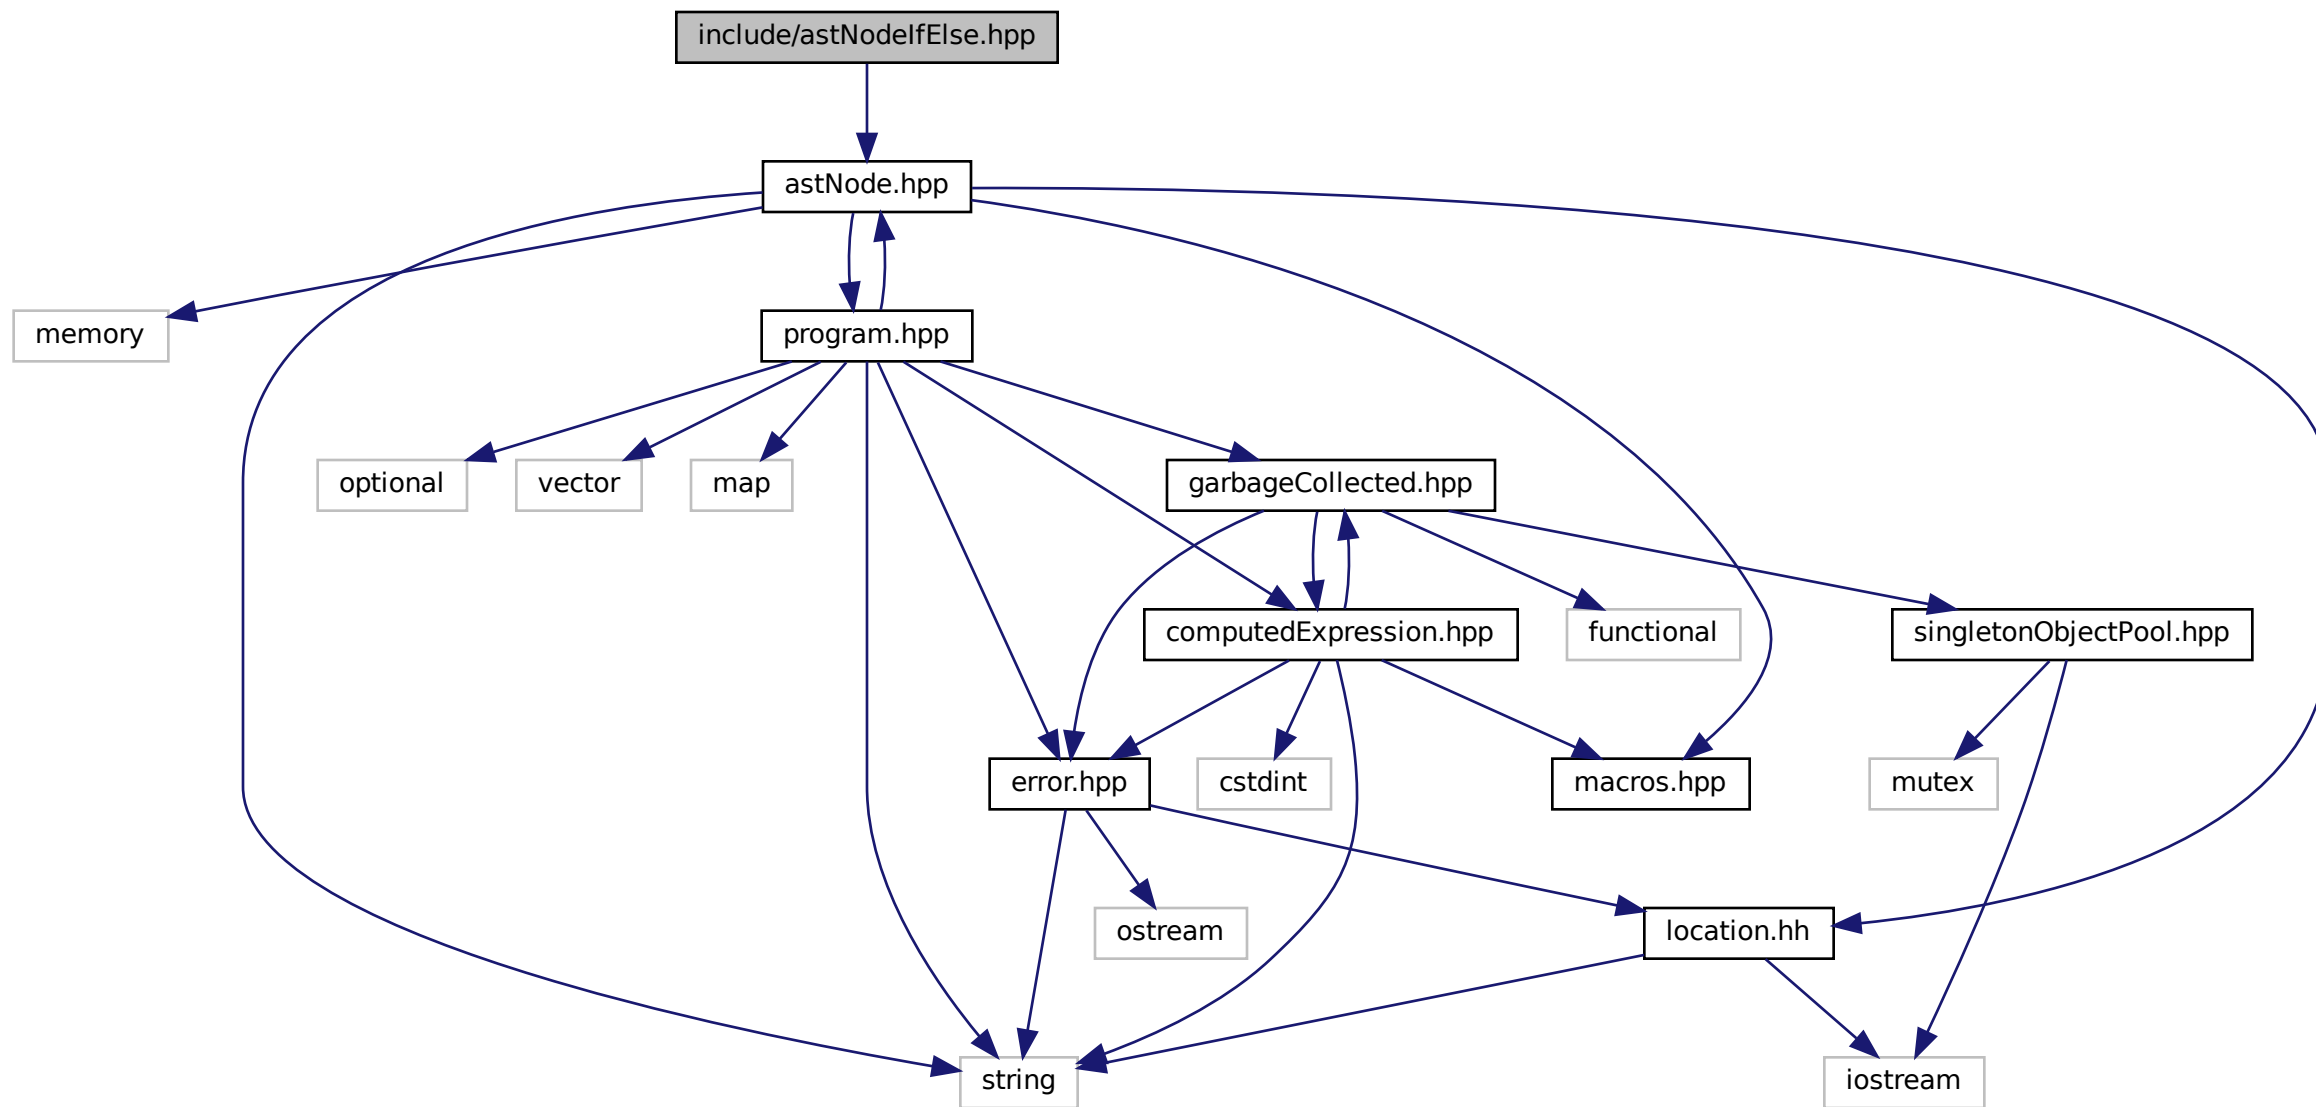 include/astNodeIfElse.hpp
astNode.hpp
memory
program.hpp
optional
vector
map
garbageCollected.hpp
computedExpression.hpp
functional
singletonObjectPool.hpp
error.hpp
cstdint
macros.hpp
mutex
ostream
location.hh
string
iostream